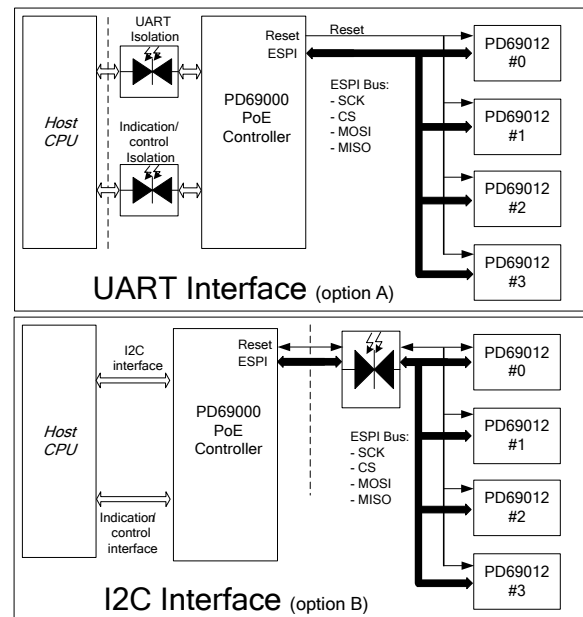 UART
Isolation
Host
CPU
Indication/
control
Isolation
PD69000
PoE
Controller
Reset
ESPI
Reset
ESPI Bus:
- SCK
- CS
- MOSI
- MISO
PD69012
#0
PD69012
#1
PD69012
#2
PD69012
#3
UART Interface (option A)
Host
CPU
I2C
interface
Indication/
control
interface
PD69000
PoE
Controller
Reset
ESPI
ESPI Bus:
- SCK
- CS
- MOSI
- MISO
PD69012
#0
PD69012
#1
PD69012
#2
PD69012
#3
I2C Interface (option B)